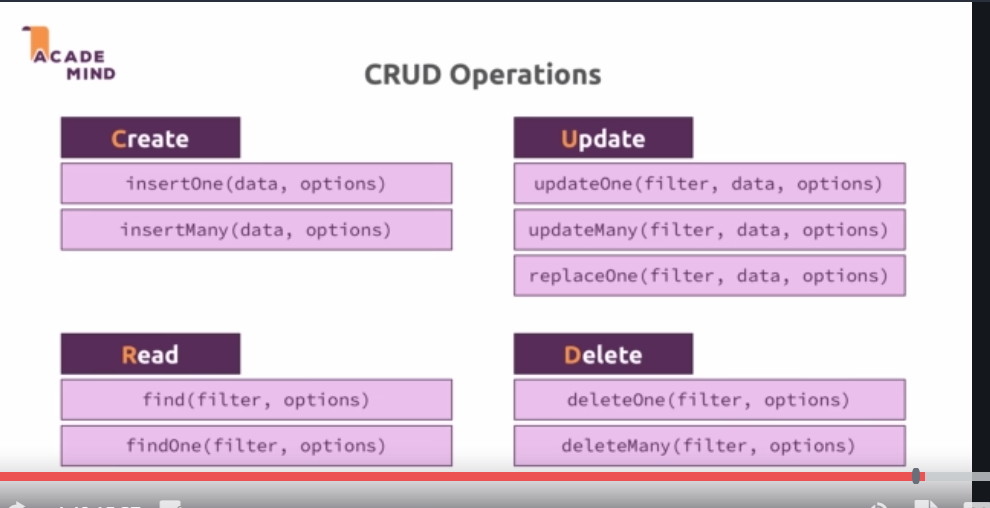 ACADE
MIND
CRUD Operations
Create
insertOne(data, options)
insertMany(data, options)
Update
updateOne(filter, data, options)
updateMany(filter, data, options)
replaceOne(filter, data, options)
Read
find(filter, options)
findOne(filter, options)
Delete
deleteOne(filter, options)
deleteMany(filter, options)